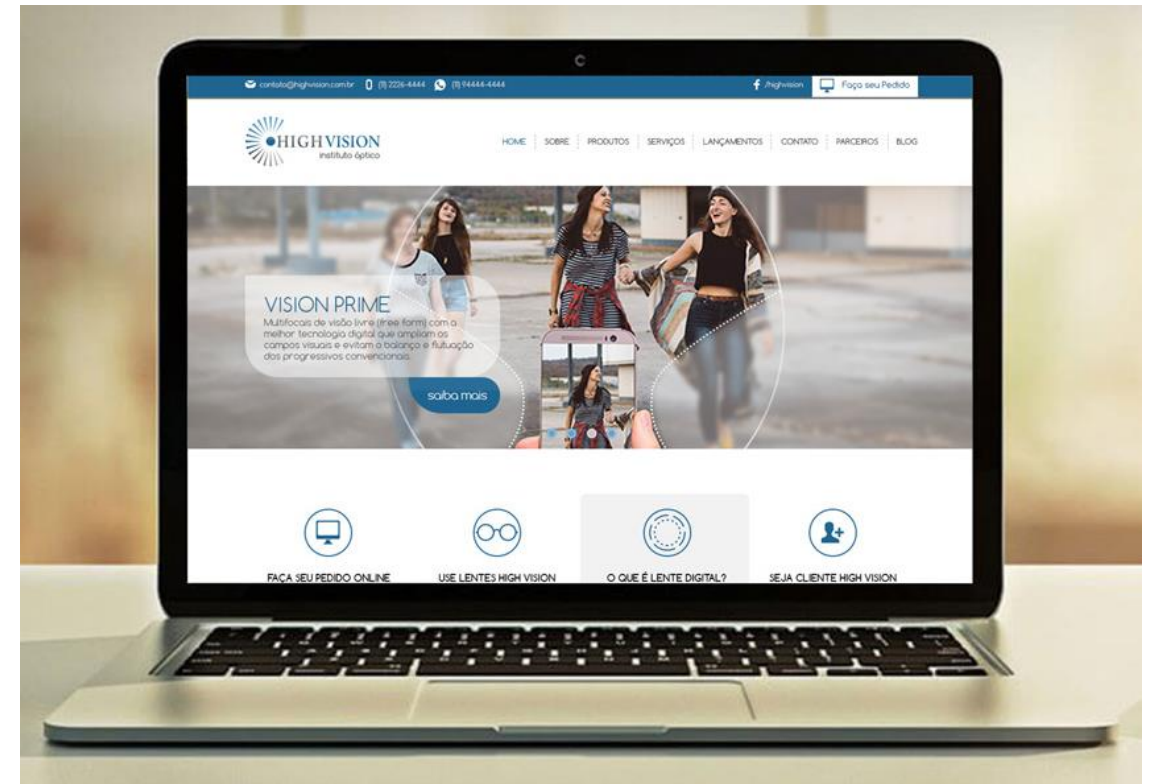 contato@highvision.com.br (11) 2226-4444 (11) 94444-4444 /highvision Faça seu Pedido
HIGH VISION
instituto óptico
HOME SOBRE PRODUTOS SERVIÇOS LANÇAMENTOS CONTATO PARCEIROS BLOG
VISION PRIME
Multifocais de visão livre (free form) com a
melhor tecnologia digital que ampliam os
campos visuais e evitam o balanço e flutuação
dos progressivos convencionais.
saiba mais
FAÇA SEU PEDIDO ONLINE USE LENTES HIGH VISION O QUE É LENTE DIGITAL? SEJA CLIENTE HIGH VISION